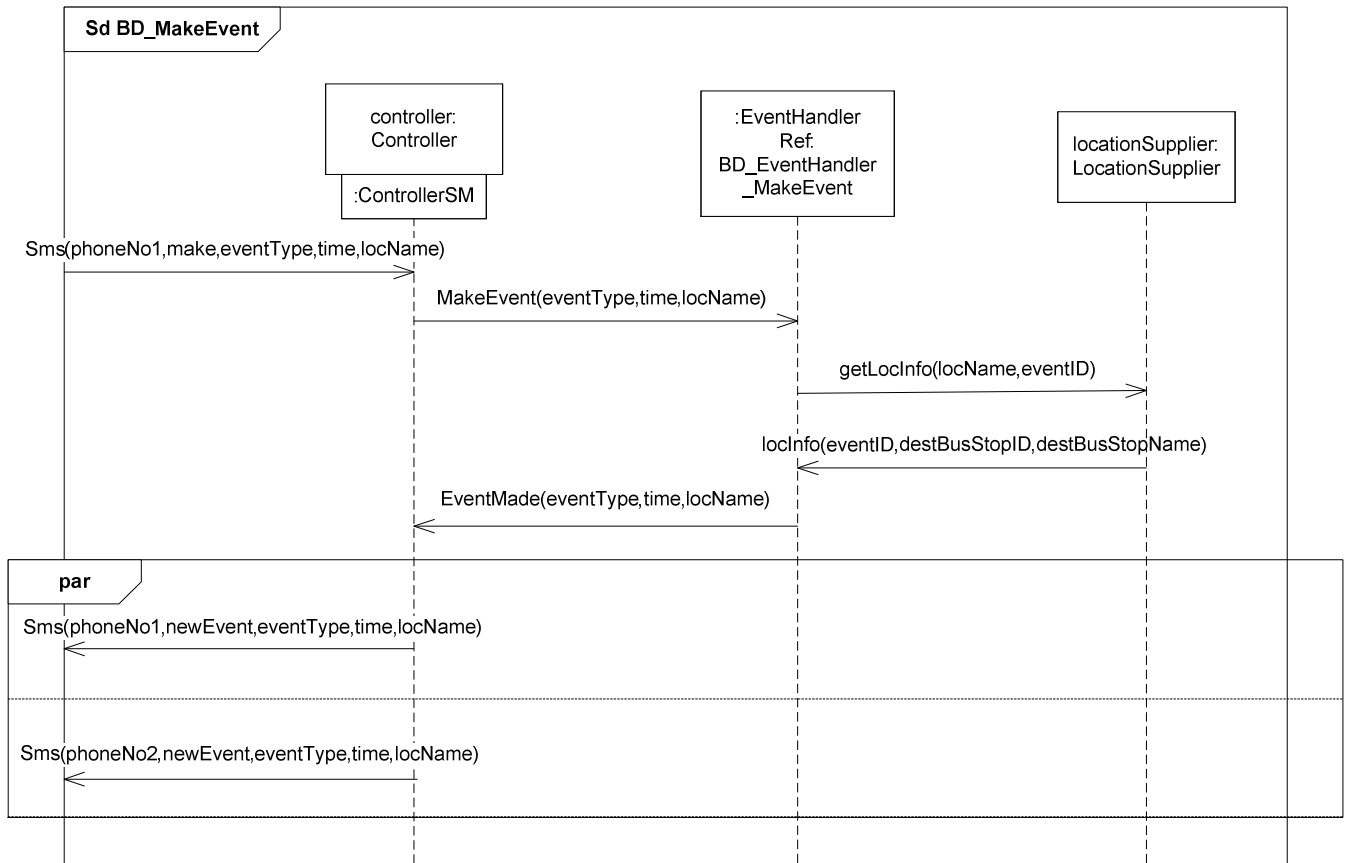 Sd BD_MakeEvent
controller:
Controller
:ControllerSM
:EventHandler
Ref:
BD_EventHandler
_MakeEvent
locationSupplier:
LocationSupplier
Sms(phoneNo1,make,eventType,time,locName)
MakeEvent(eventType,time,locName)
getLocInfo(locName,eventID)
locInfo(eventID,destBusStopID,destBusStopName)
EventMade(eventType,time,locName)
par
Sms(phoneNo1,newEvent,eventType,time,locName)
Sms(phoneNo2,newEvent,eventType,time,locName)